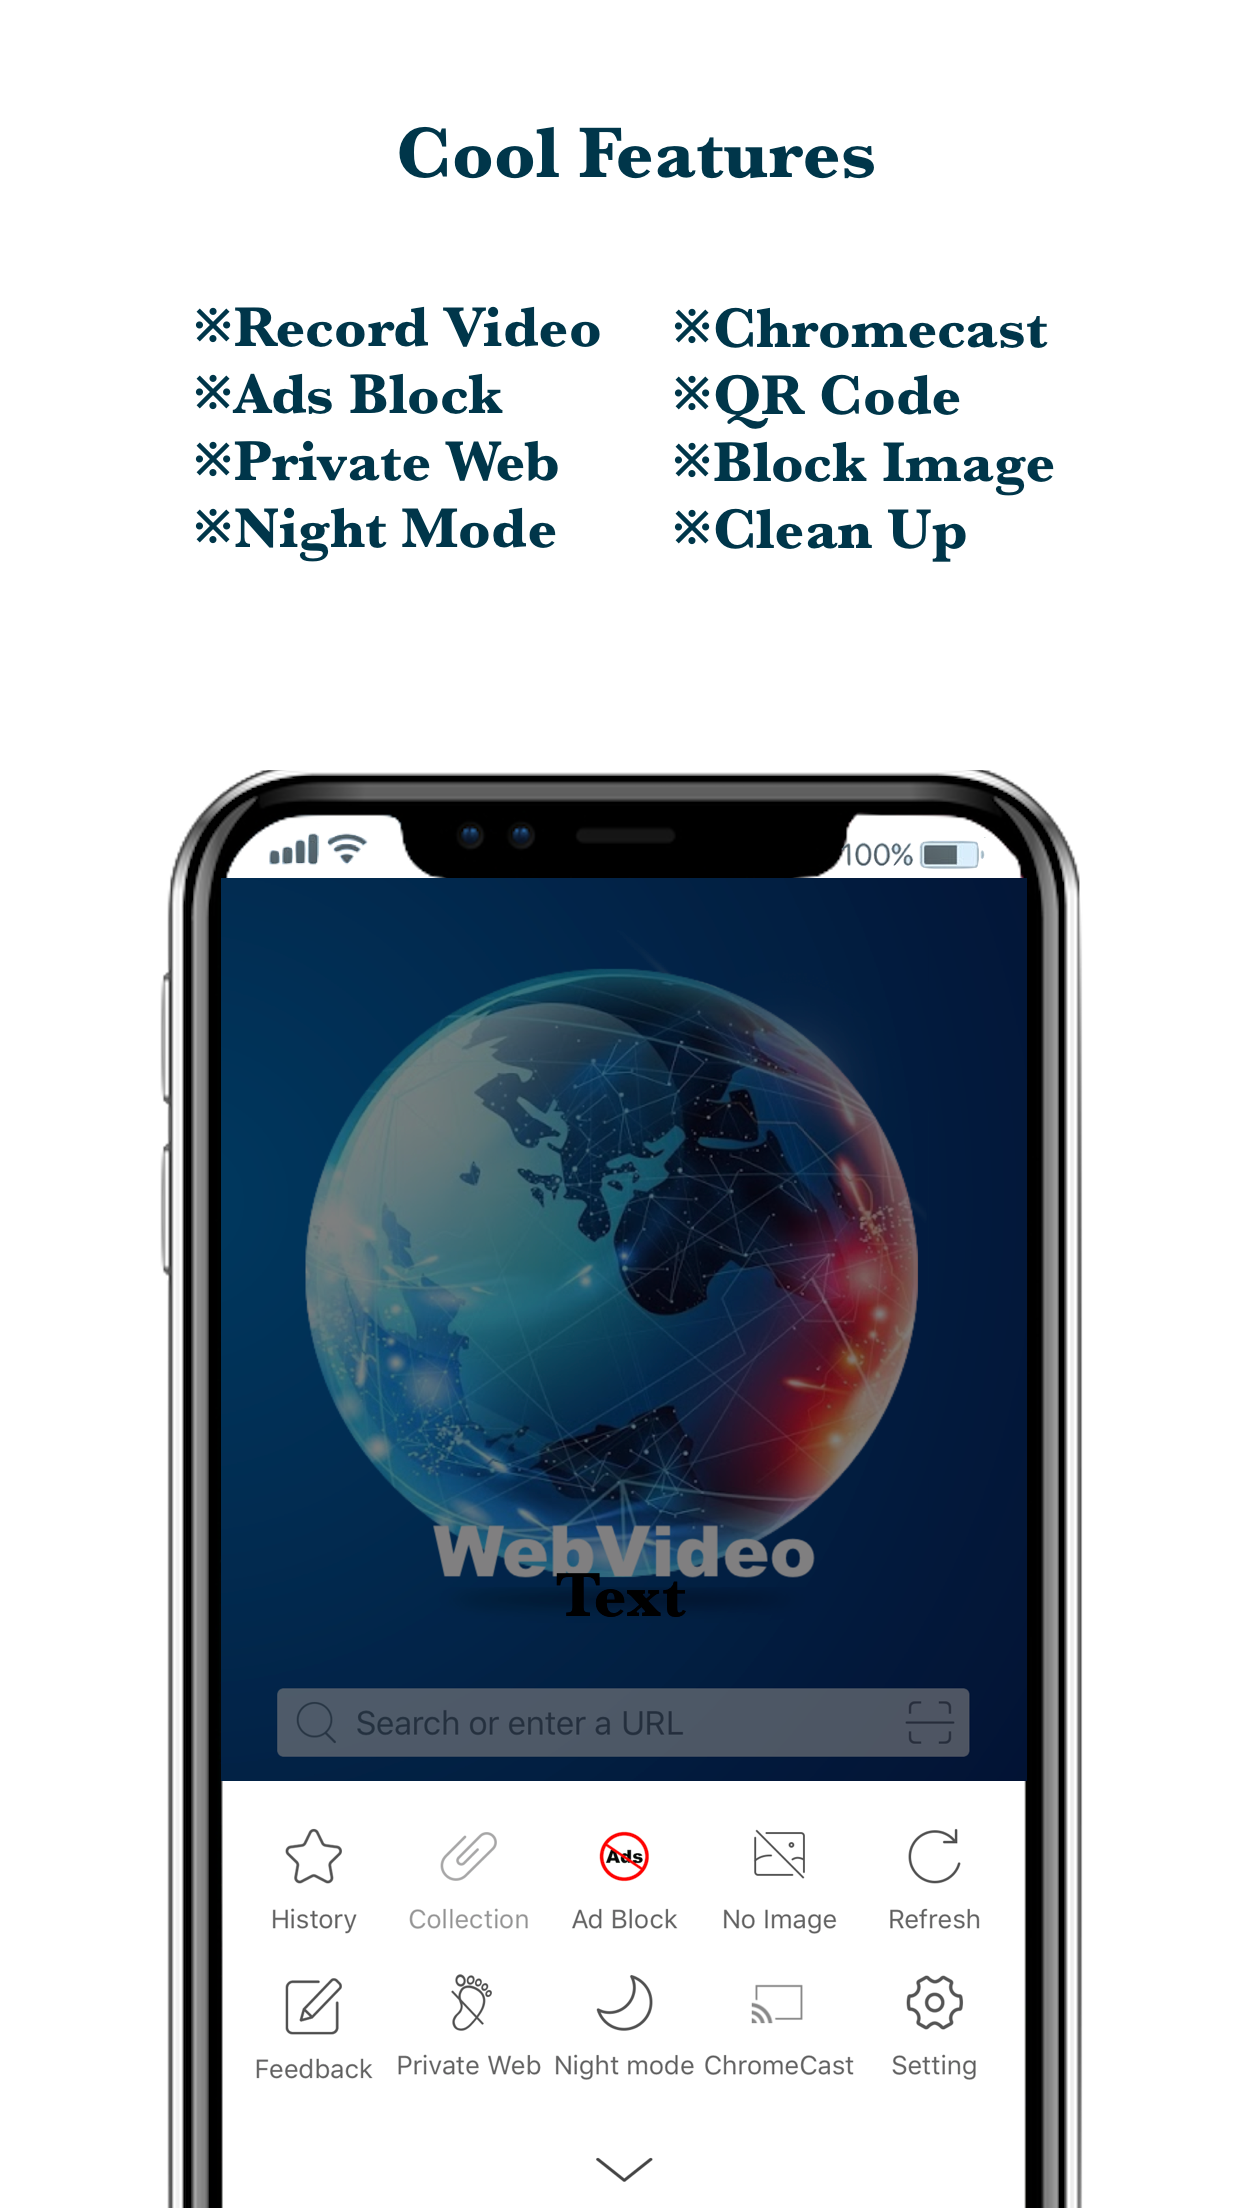 Cool Features
※Record Video
※Ads Block
※Private Web
※Night Mode
※Chromecast
※QR Code
※Block Image
※Clean Up
100%
WebVideo
Text
Search or enter a URL
Ads
History Collection Ad Block No Image Refresh
Feedback Private Web Night mode ChromeCast Setting